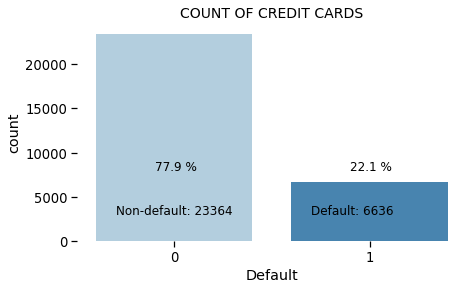 COUNT OF CREDIT CARDS
count
20000
15000
10000
5000
0
77.9 %
22.1 %
Non-default: 23364
Default: 6636
0
1
Default